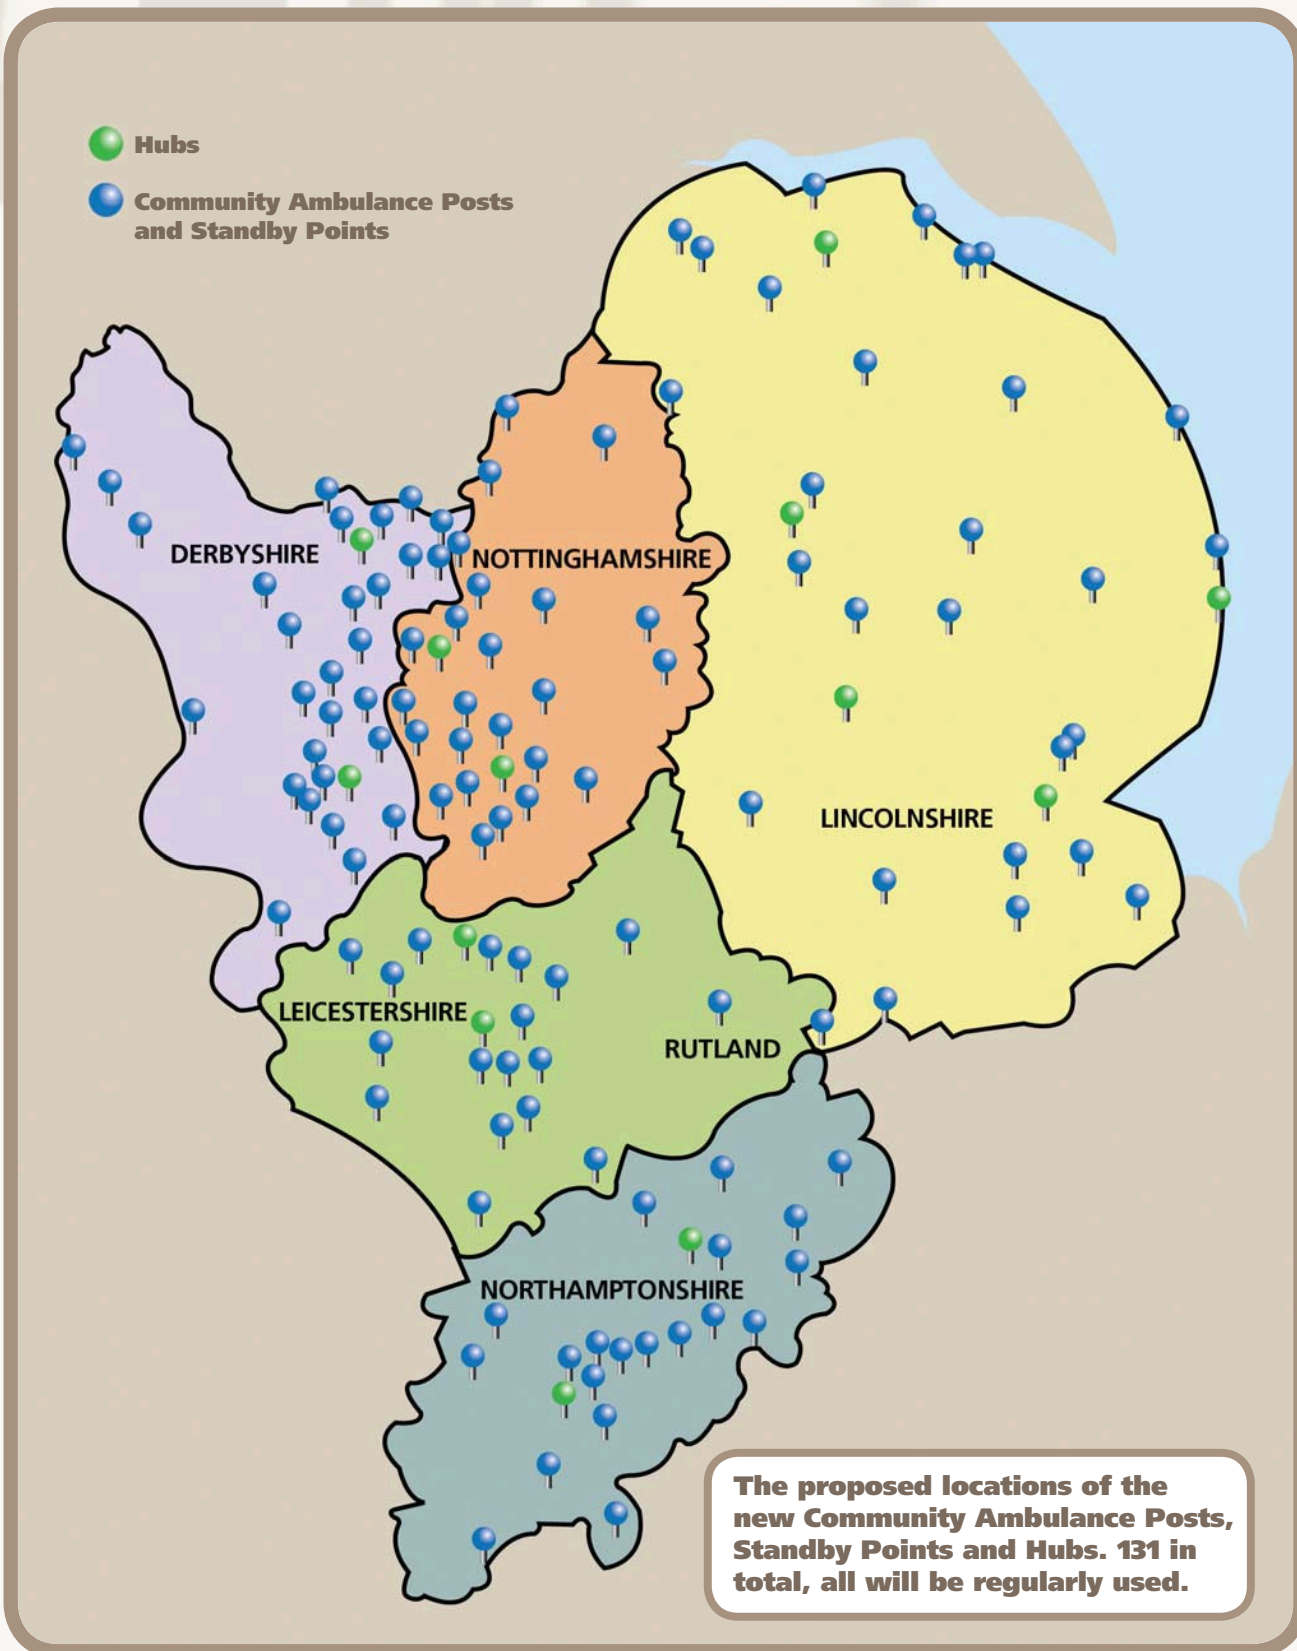 Hubs
Community Ambulance Posts
and Standby Points
DERBYSHIRE
NOTTINGHAMSHIRE
LINCOLNSHIRE
LEICESTERSHIRE
RUTLAND
NORTHAMPTONSHIRE
The proposed locations of the
new Community Ambulance Posts,
Standby Points and Hubs. 131 in
total, all will be regularly used.